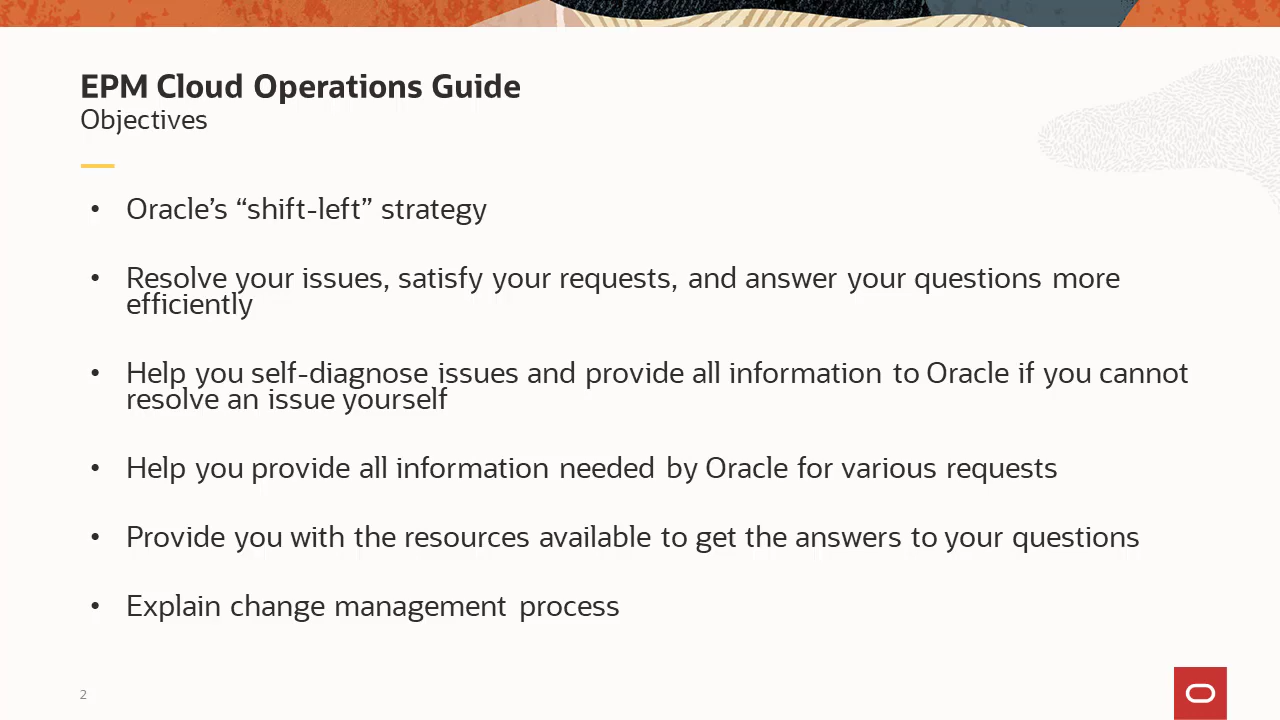 EPM Cloud Operations Guide
Objectives
• Oracle’s “shift-left” strategy
• Resolve your issues, satisfy your requests, and answer your questions more
efficiently
• Help you self-diagnose issues and provide all information to Oracle if you cannot
resolve an issue yourself
• Help you provide all information needed by Oracle for various requests
• Provide you with the resources available to get the answers to your questions
• Explain change management process
2